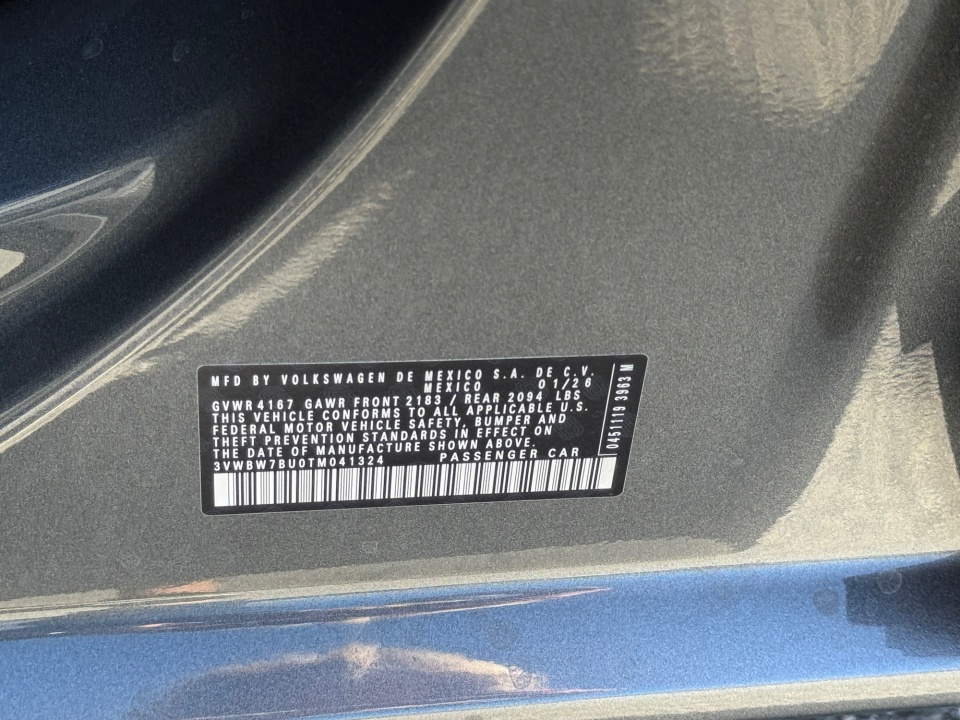 MFD BY VOLKSWAGEN DE MEXICO S.A. DE C.V.
MEXICO 01/26
GVWR 4167 GAWR FRONT 2183 / REAR 2094 LBS
THIS VEHICLE CONFORMS TO ALL APPLICABLE U.S.
FEDERAL MOTOR VEHICLE SAFETY, BUMPER AND
THEFT PREVENTION STANDARDS IN EFFECT ON
THE DATE OF MANUFACTURE SHOWN ABOVE.
3VWBW7BU0TM041324 PASSENGER CAR
0451119 3963 M